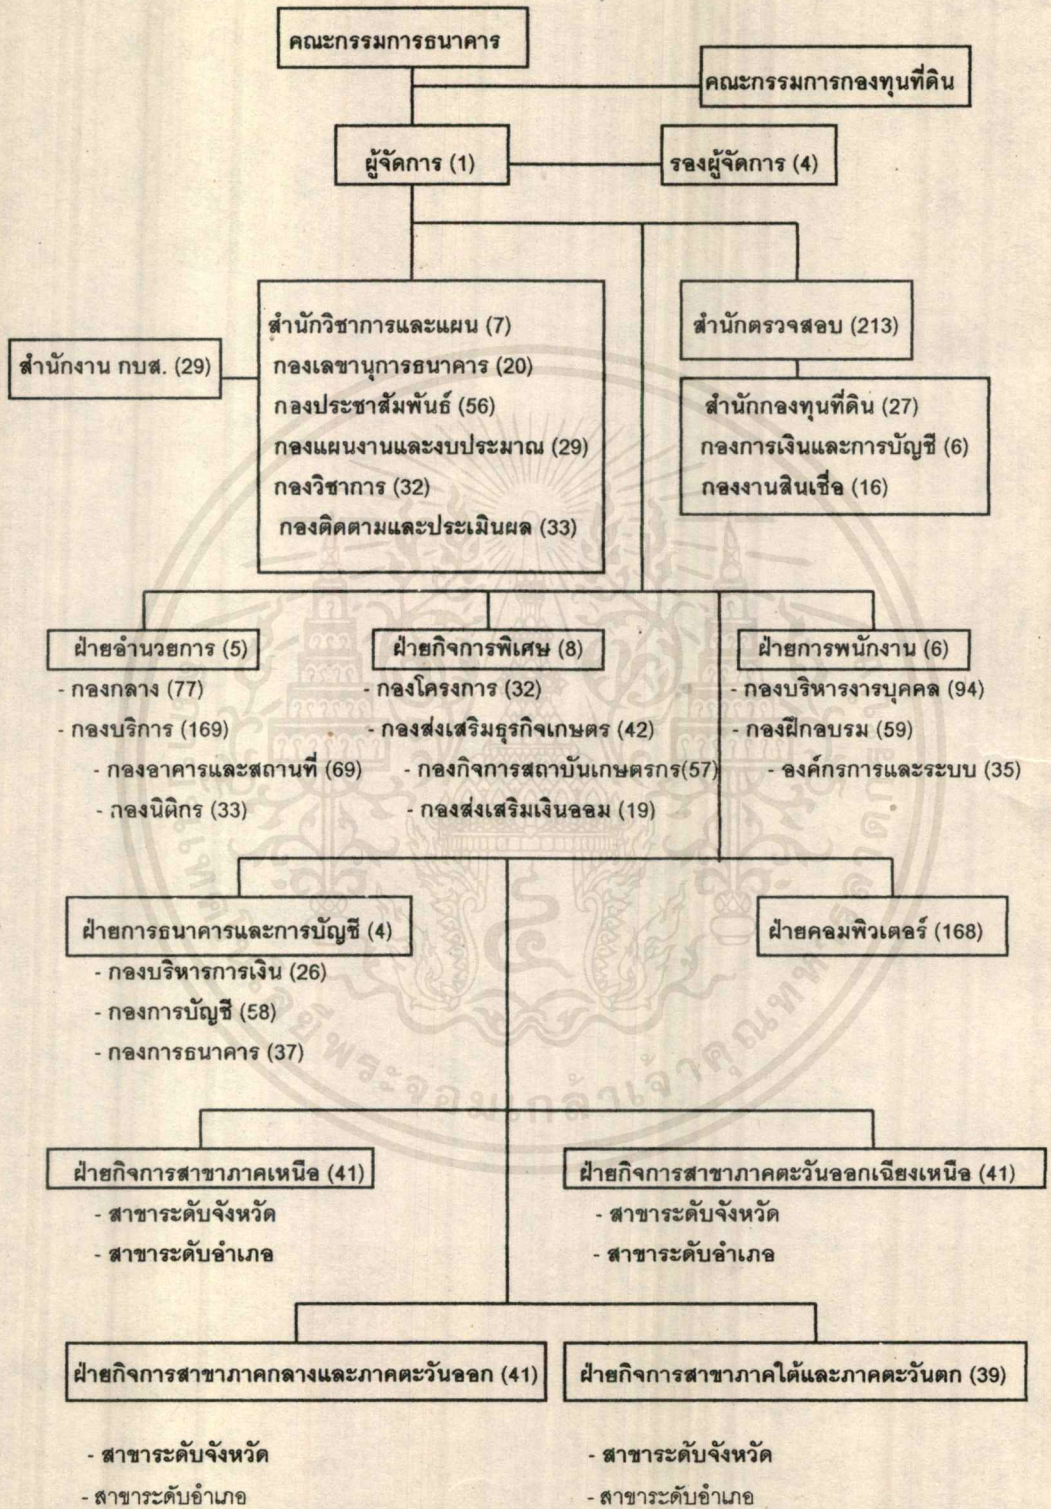 คณะกรรมการธนาคาร
คณะกรรมการกองทุนที่ดิน
ผู้จัดการ (1)
รองผู้จัดการ (4)
สำนักงาน กบส. (29)
สำนักวิชาการและแผน (7)
กองเลขานุการธนาคาร (20)
กองประชาสัมพันธ์ (56)
กองแผนงานและงบประมาณ (29)
กองวิชาการ (32)
กองติดตามและประเมินผล (33)
สำนักตรวจสอบ (213)
สำนักกองทุนที่ดิน (27)
กองการเงินและการบัญชี (6)
กองงานสินเชื่อ (16)
ฝ่ายอำนวยการ (5)
- กองกลาง (77)
- กองบริการ (169)
- กองอาคารและสถานที่ (69)
- กองนิติกร (33)
ฝ่ายกิจการพิเศษ (8)
- กองโครงการ (32)
- กองส่งเสริมธุรกิจเกษตร (42)
- กองกิจการสถาบันเกษตรกร(57)
- กองส่งเสริมเงินออม (19)
ฝ่ายการพนักงาน (6)
- กองบริหารงารบุคคล (94)
- กองฝึกอบรม (59)
- องค์กรการและระบบ (35)
ฝ่ายการธนาคารและการบัญชี (4)
- กองบริหารการเงิน (26)
- กองการบัญชี (58)
- กองการธนาคาร (37)
ฝ่ายคอมพิวเตอร์ (168)
ฝ่ายกิจการสาขาภาคเหนือ (41)
- สาขาระดับจังหวัด
- สาขาระดับอำเภอ
ฝ่ายกิจการสาขาภาคตะวันออกเฉียงเหนือ (41)
- สาขาระดับจังหวัด
- สาขาระดับอำเภอ
ฝ่ายกิจการสาขาภาคกลางและภาคตะวันออก (41)
- สาขาระดับจังหวัด
- สาขาระดับอำเภอ
ฝ่ายกิจการสาขาภาคใต้และภาคตะวันตก (39)
- สาขาระดับจังหวัด
- สาขาระดับอำเภอ
พระจอมเกล้าเจ้าคุณทหาร